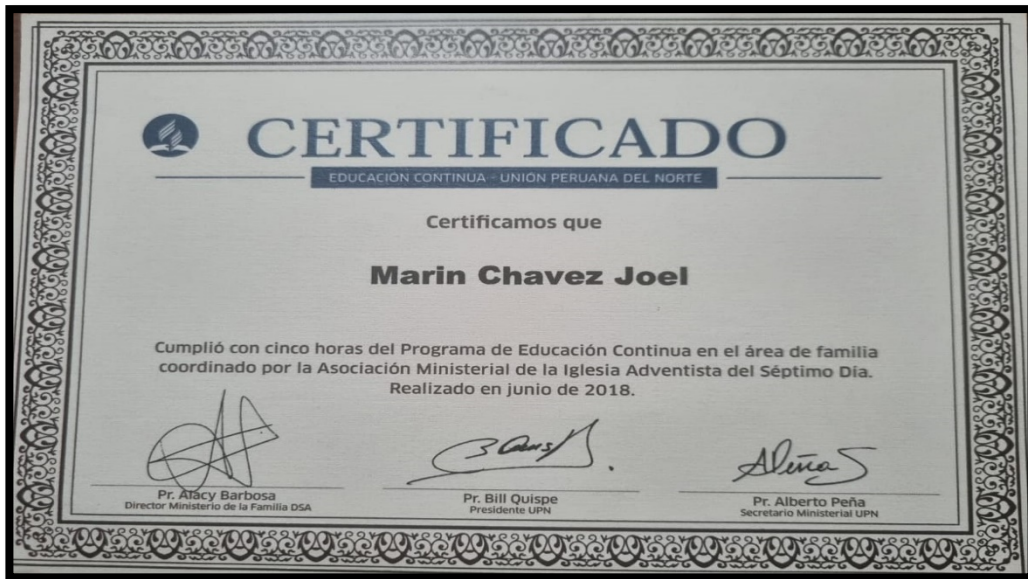 CERTIFICADO
EDUCACIÓN CONTINUA - UNIÓN PERUANA DEL NORTE
Certificamos que
Marin Chavez Joel
Cumplió con cinco horas del Programa de Educación Continua en el área de familia
coordinado por la Asociación Ministerial de la Iglesia Adventista del Séptimo Día.
Realizado en junio de 2018.
Pr. Alacy Barbosa
Director Ministerio de la Familia DSA
Pr. Bill Quispe
Presidente UPN
Pr. Alberto Peña
Secretario Ministerial UPN